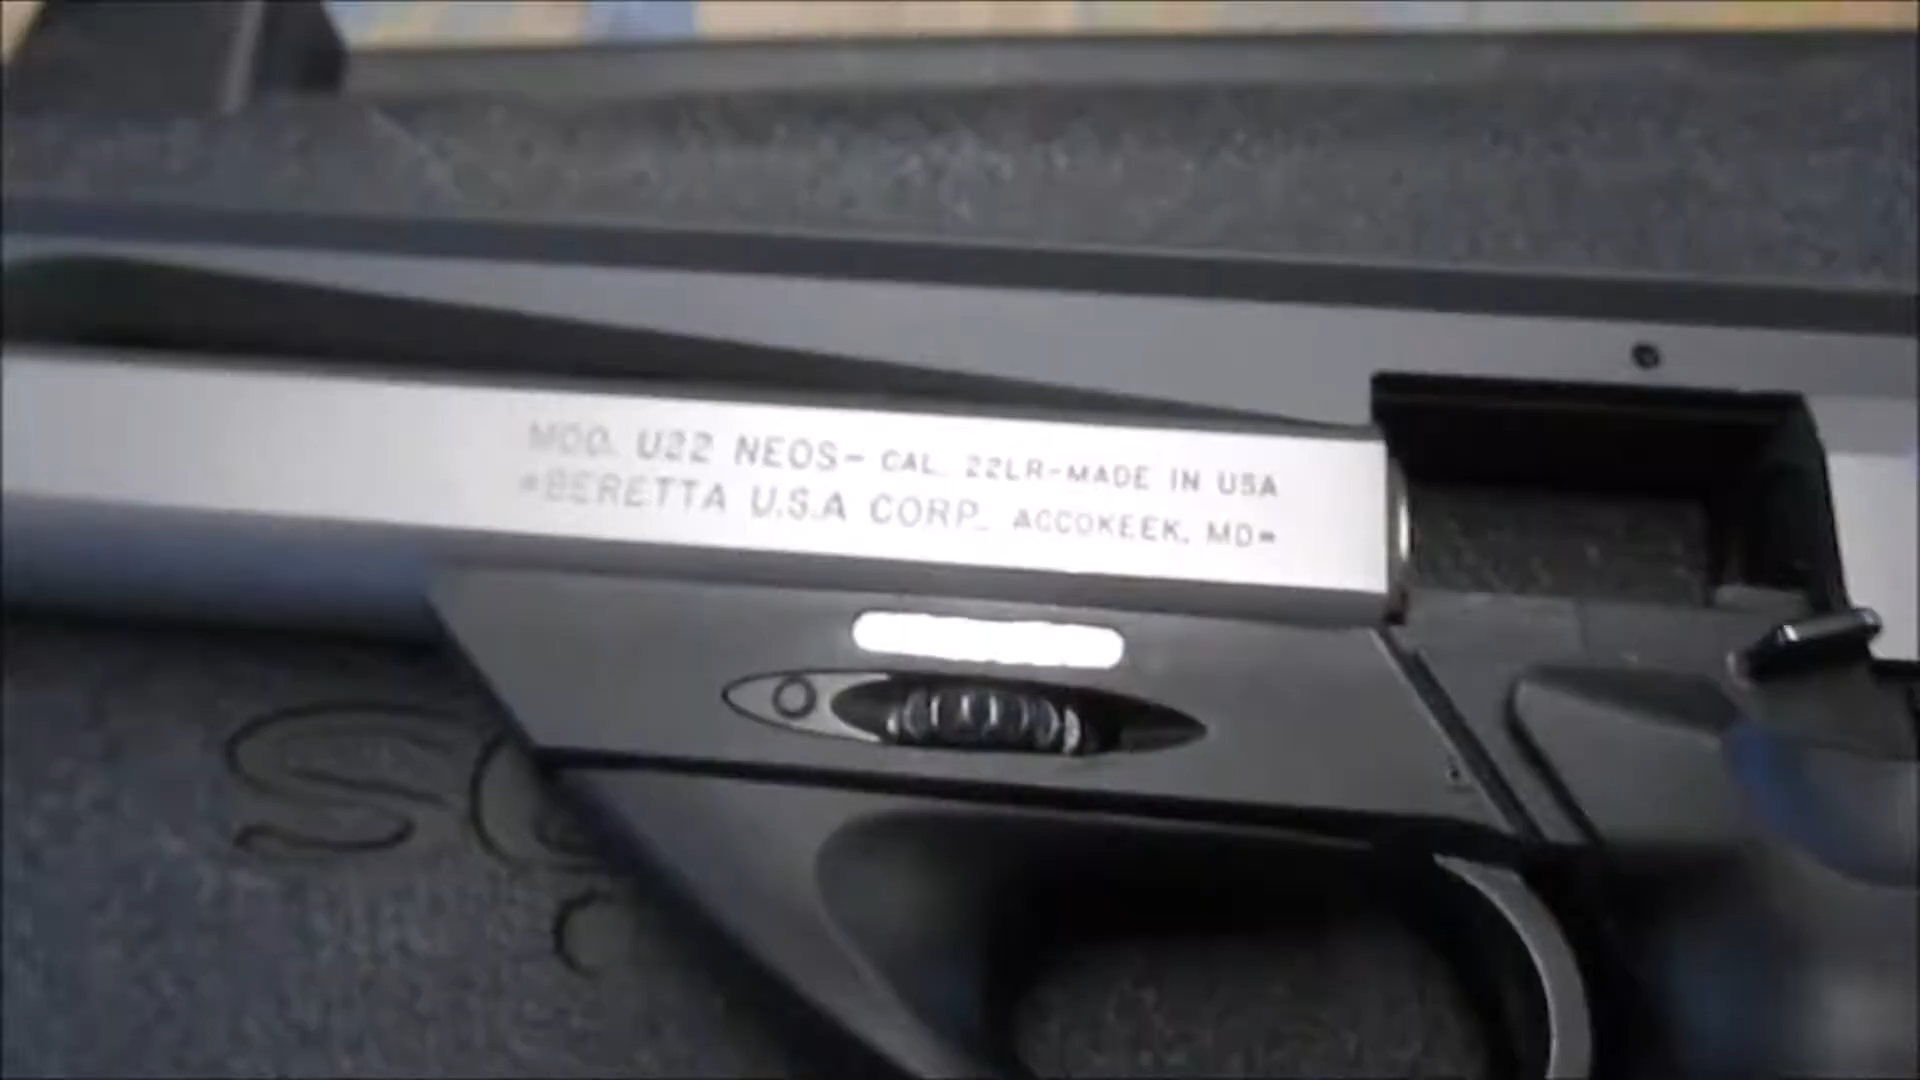 MOD. U22 NEOS- CAL. 22LR-MADE IN USA
=BERETTA U.S.A CORP. ACCOKEEK, MD=